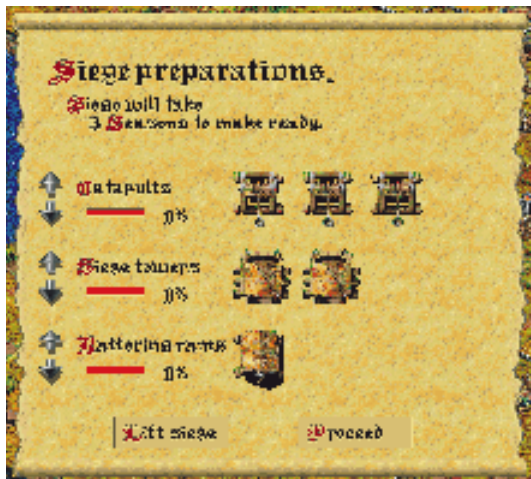 Siege preparations.
Siege will take
3 Seasons to make ready.
Catapults
0%
Siege towers
0%
Battering rams
0%
Lift siege
Proceed